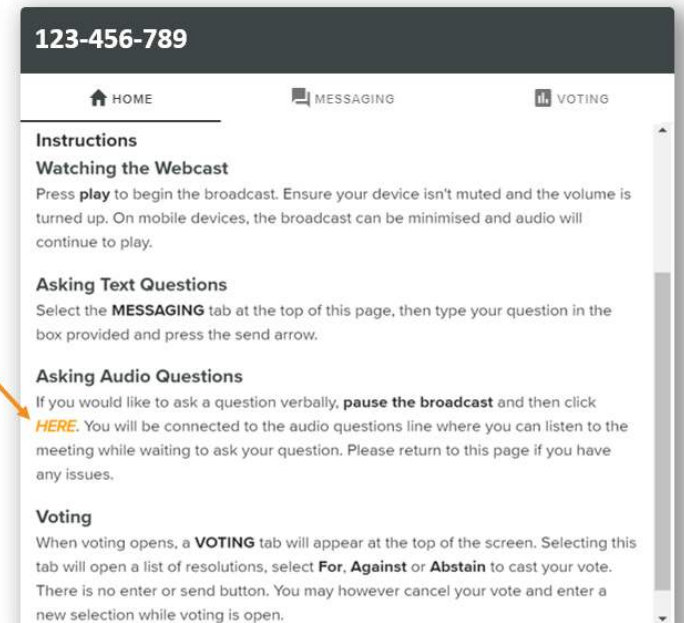 123-456-789
HOME MESSAGING VOTING
Instructions
Watching the Webcast
Press play to begin the broadcast. Ensure your device isn't muted and the volume is
turned up. On mobile devices, the broadcast can be minimised and audio will
continue to play.
Asking Text Questions
Select the MESSAGING tab at the top of this page, then type your question in the
box provided and press the send arrow.
Asking Audio Questions
If you would like to ask a question verbally, pause the broadcast and then click
HERE. You will be connected to the audio questions line where you can listen to the
meeting while waiting to ask your question. Please return to this page if you have
any issues.
Voting
When voting opens, a VOTING tab will appear at the top of the screen. Selecting this
tab will open a list of resolutions, select For, Against or Abstain to cast your vote.
There is no enter or send button. You may however cancel your vote and enter a
new selection while voting is open.